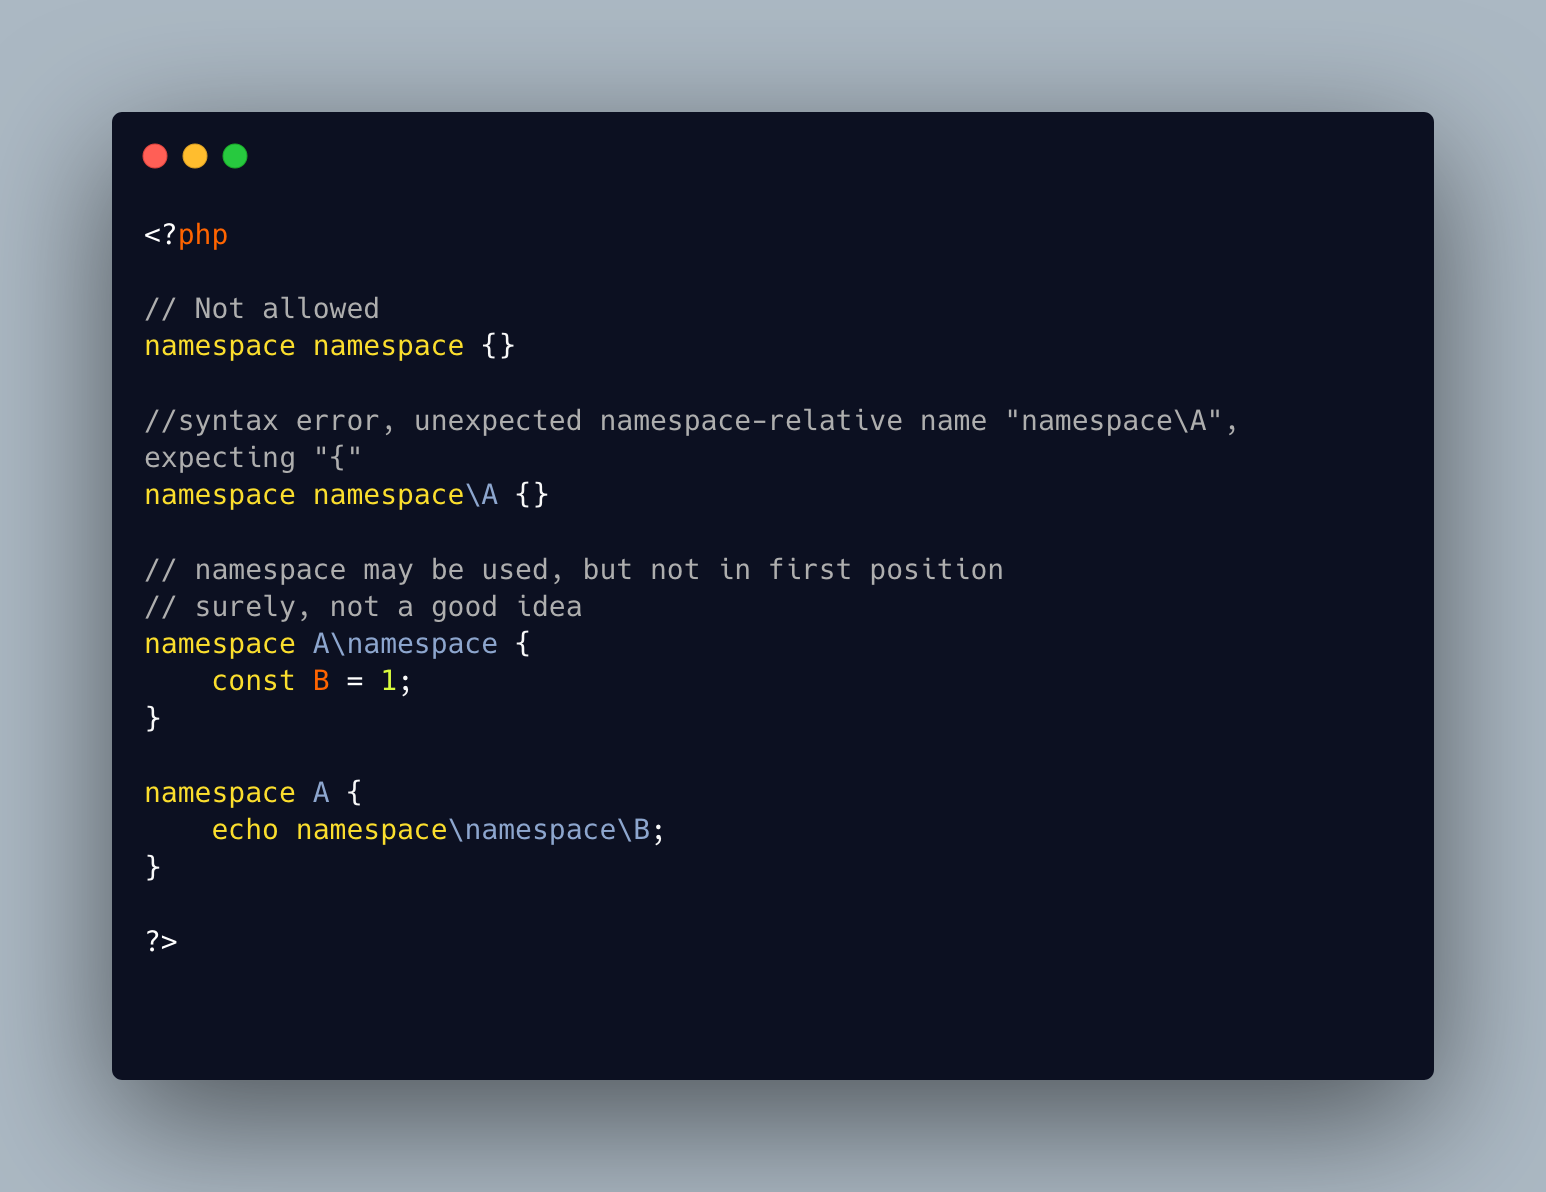 <?php
// Not allowed
namespace namespace {}
//syntax error, unexpected namespace-relative name "namespace\A",
expecting "{"
namespace namespace\A {}
// namespace may be used, but not in first position
// surely, not a good idea
namespace A\namespace {
    const B = 1;
}
namespace A {
    echo namespace\namespace\B;
}
?>